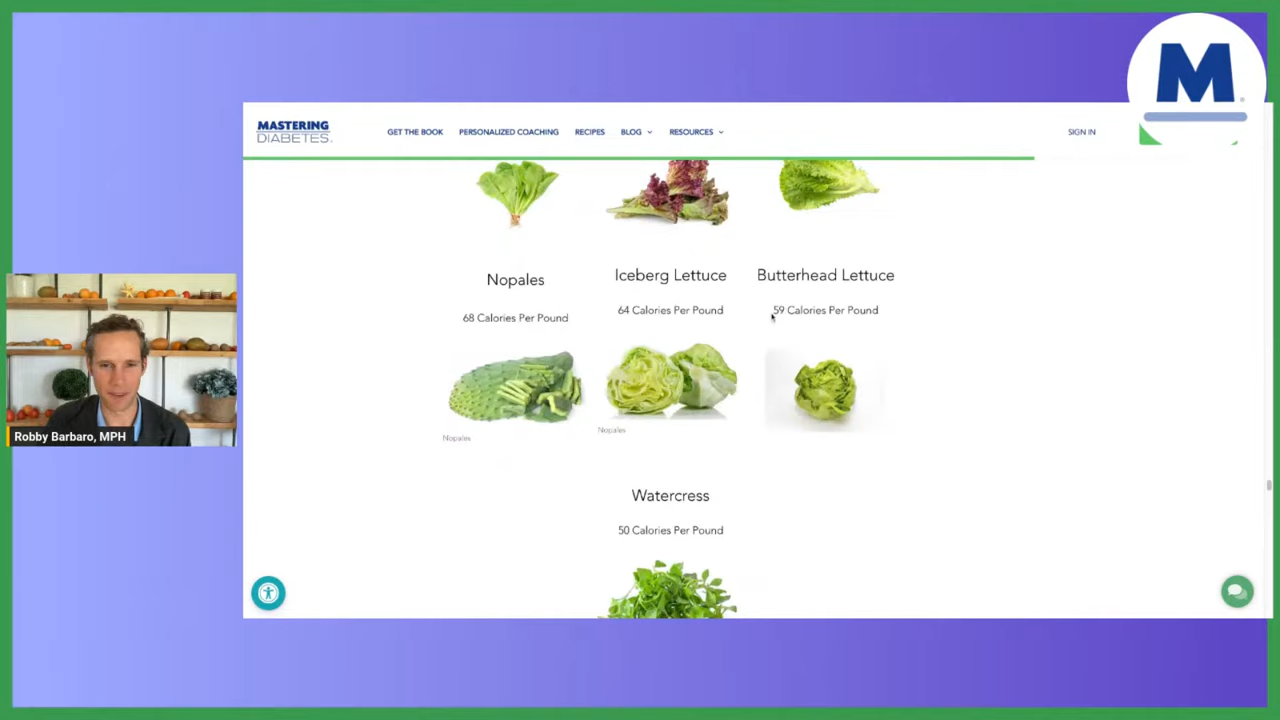 M
MASTERING
DIABETES.
GET THE BOOK PERSONALIZED COACHING RECIPES BLOG RESOURCES SIGN IN
Nopales Iceberg Lettuce Butterhead Lettuce
68 Calories Per Pound 64 Calories Per Pound 59 Calories Per Pound
Nopales Nopales
Watercress
50 Calories Per Pound
Robby Barbaro, MPH